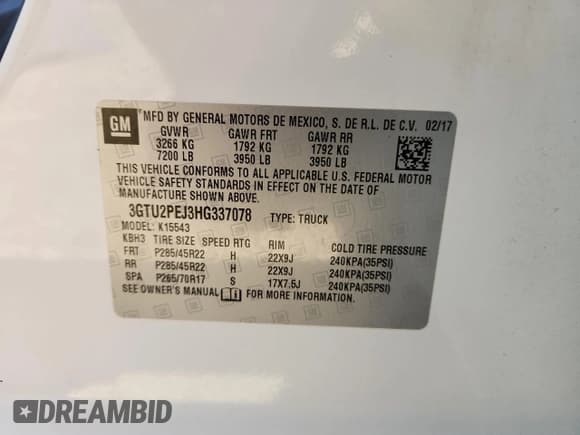 GM
MFD BY GENERAL MOTORS DE MEXICO, S. DE R.L. DE C.V. 02/17
GVWR GAWR FRT GAWR RR
3266 KG 1792 KG 1792 KG
7200 LB 3950 LB 3950 LB
THIS VEHICLE CONFORMS TO ALL APPLICABLE U.S. FEDERAL MOTOR
VEHICLE SAFETY STANDARDS IN EFFECT ON THE DATE OF
MANUFACTURE SHOWN ABOVE.
3GTU2PEJ3HG337078 TYPE: TRUCK
MODEL: K15543
KBH3 TIRE SIZE SPEED RTG RIM COLD TIRE PRESSURE
FRT P285/45R22 H 22X9J 240KPA(35PSI)
RR P285/45R22 H 22X9J 240KPA(35PSI)
SPA P265/70R17 S 17X7.5J 240KPA(35PSI)
SEE OWNER'S MANUAL FOR MORE INFORMATION.
DREAMBID